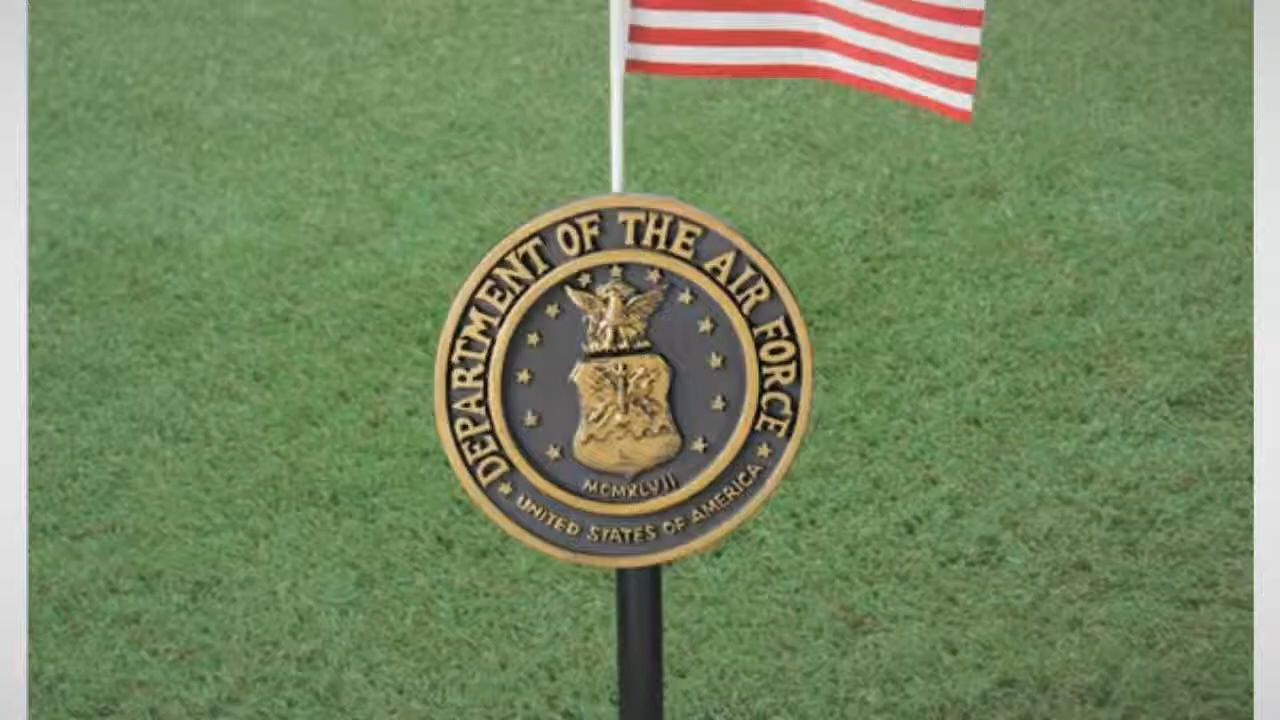 DEPARTMENT OF THE AIR FORCE
MCMXLVII
UNITED STATES OF AMERICA